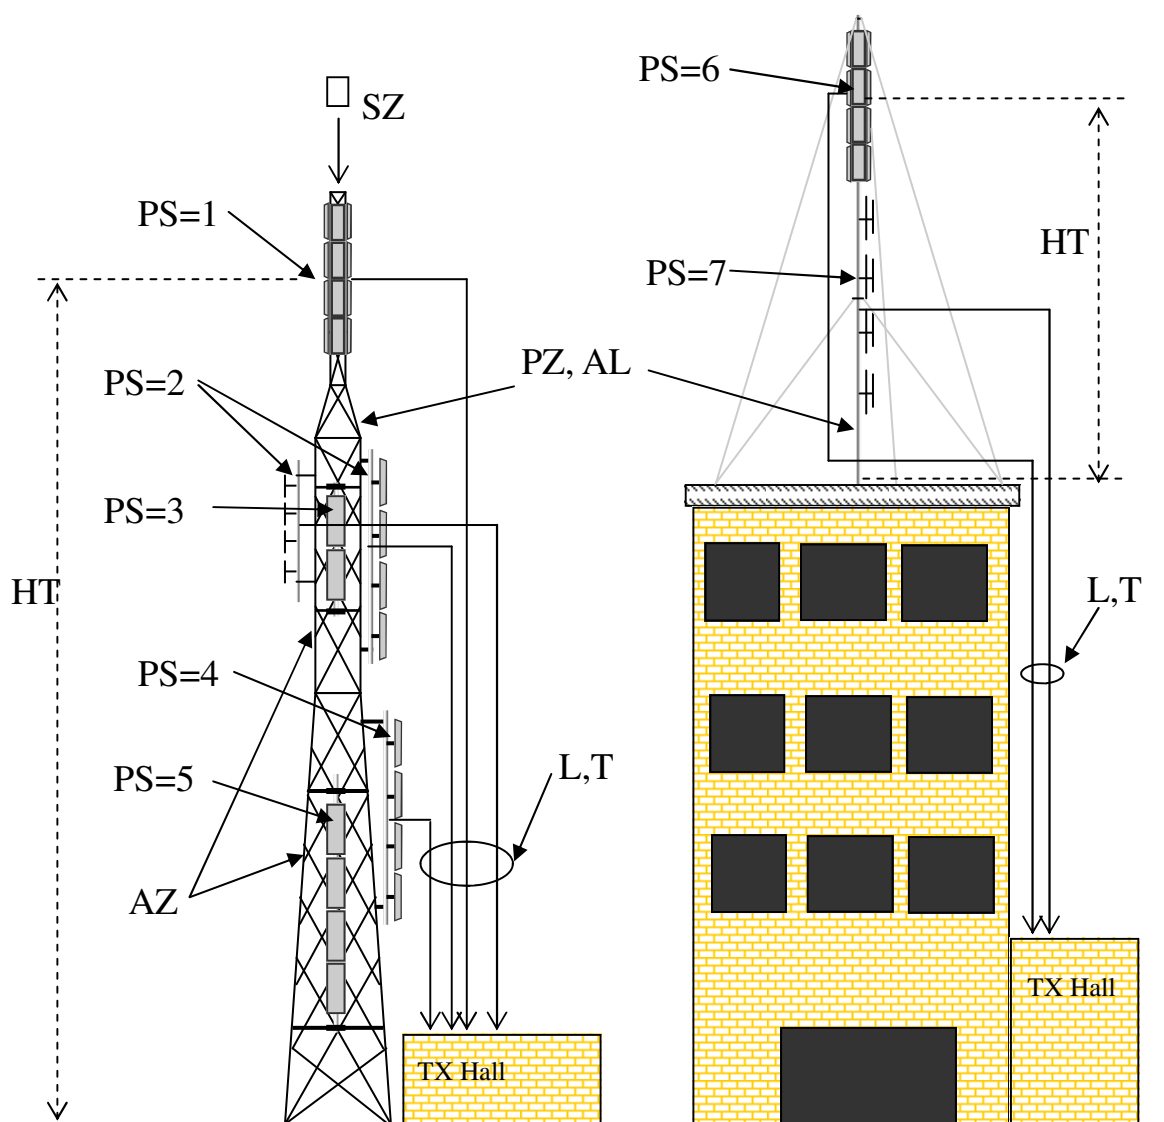 PS=6
SZ
PS=1
HT
PS=7
PZ, AL
PS=2
PS=3
HT
L,T
PS=4
L,T
PS=5
AZ
TX Hall
TX Hall